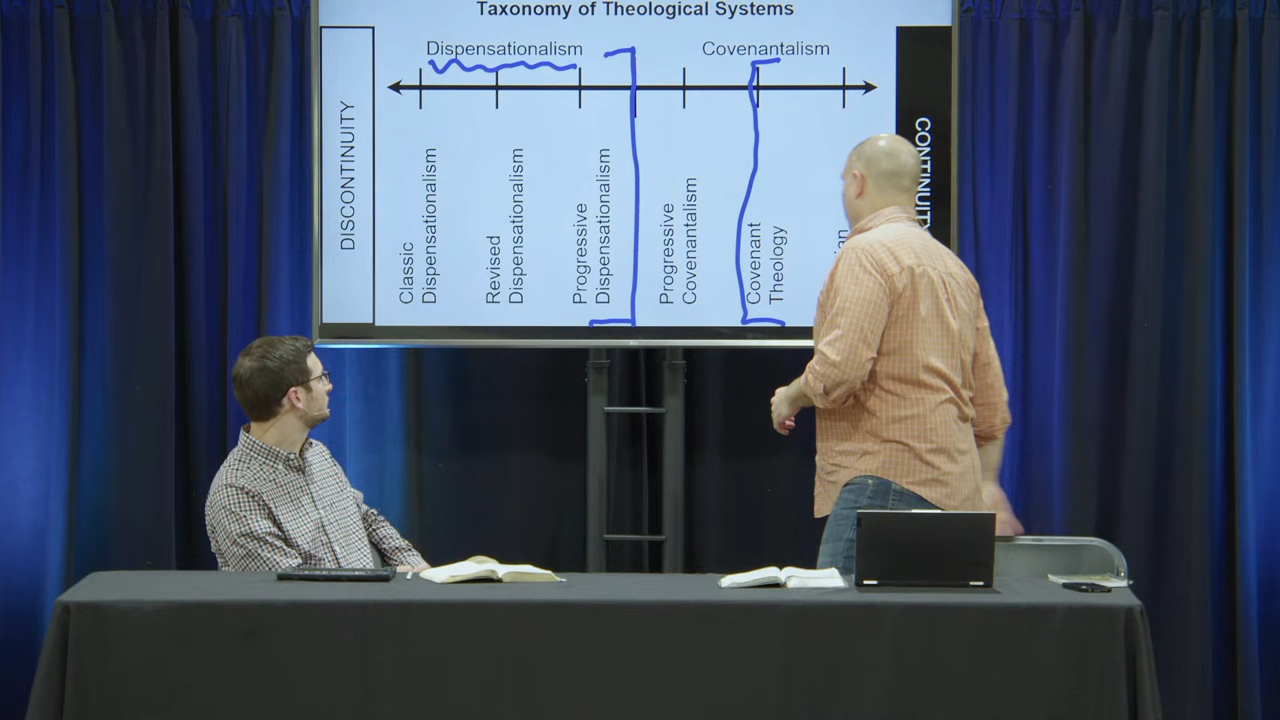 Taxonomy of Theological Systems
Dispensationalism
Covenantalism
DISCONTINUITY
Classic
Dispensationalism
Revised
Dispensationalism
Progressive
Dispensationalism
Progressive
Covenantalism
Covenant
Theology